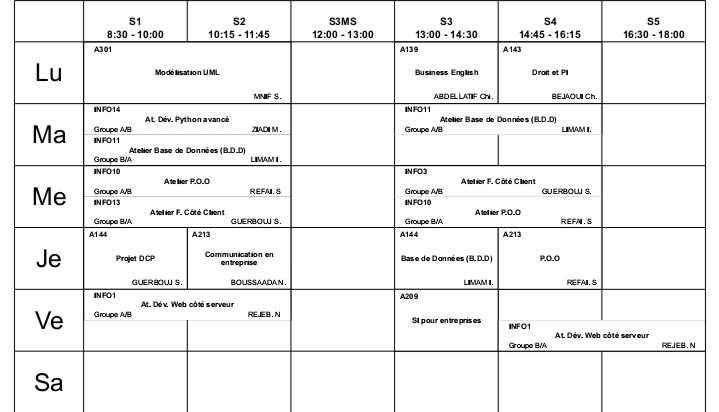 S1 S2 S3MS S3 S4 S5
8:30 - 10:00 10:15 - 11:45 12:00 - 13:00 13:00 - 14:30 14:45 - 16:15 16:30 - 18:00
Lu
A301
Modélisation UML
MNIF S.
A139
Business English
ABDELLATIF Chi.
A143
Droit et PI
BEJAOUI Ch.
Ma
INFO14
At. Dév. Python avancé
Groupe A/B ZIADI M.
INFO11
Atelier Base de Données (B.D.D)
Groupe B/A LIMAM I.
INFO11
Atelier Base de Données (B.D.D)
Groupe A/B LIMAM I.
Me
INFO10
Atelier P.O.O
Groupe A/B REFAI. S
INFO13
Atelier F. Côté Client
Groupe B/A GUERBOUJ S.
INFO3
Atelier F. Côté Client
Groupe A/B GUERBOUJ S.
INFO10
Atelier P.O.O
Groupe B/A REFAI. S
Je
A144
Projet DCP
GUERBOUJ S.
A213
Communication en
entreprise
BOUSSAADA N.
A144
Base de Données (B.D.D)
LIMAM I.
A213
P.O.O
REFAI. S
Ve
INFO1
At. Dév. Web côté serveur
Groupe A/B REJEB. N
A209
SI pour entreprises
INFO1
At. Dév. Web côté serveur
Groupe B/A REJEB. N
Sa